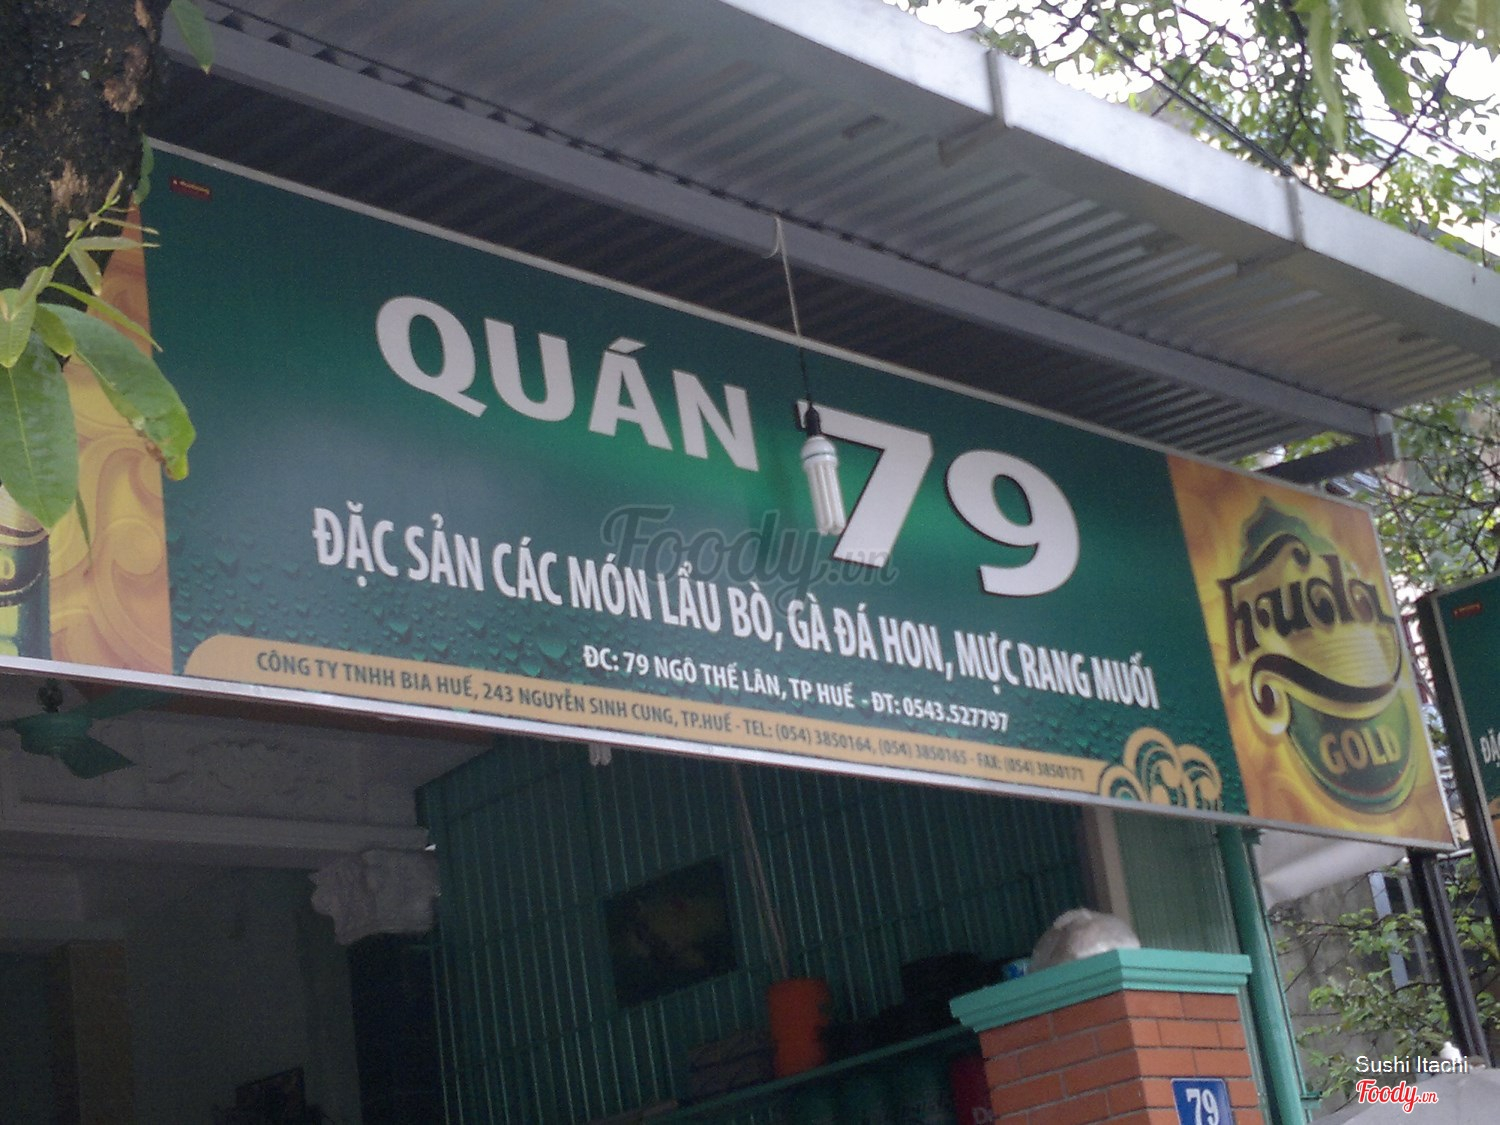 QUÁN 79
ĐẶC SẢN CÁC MÓN LẨU BÒ, GÀ ĐÁ HON, MỰC RANG MUỐI
ĐC: 79 NGÔ THẾ LÂN, TP HUẾ - ĐT: 0543.527797
CÔNG TY TNHH BIA HUẾ, 243 NGUYỄN SINH CUNG, TP.HUẾ - TEL: (054) 3850164, (054) 3850165 - FAX: (054) 3850171
huda
GOLD
Foody.vn
79
Sushi Itachi
Foody.vn